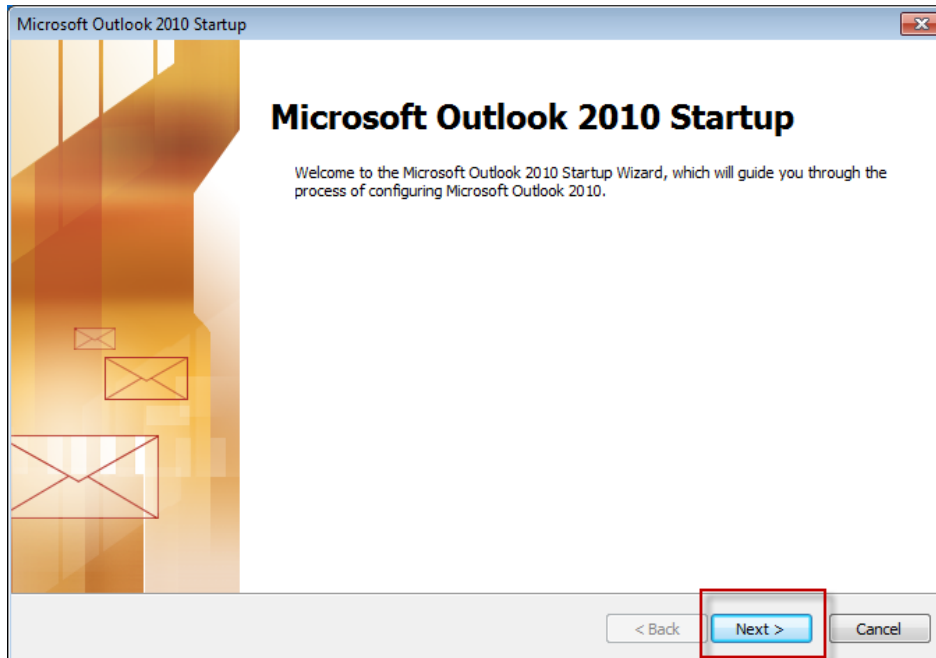 Microsoft Outlook 2010 Startup
Microsoft Outlook 2010 Startup
Welcome to the Microsoft Outlook 2010 Startup Wizard, which will guide you through the
process of configuring Microsoft Outlook 2010.
< Back Next > Cancel